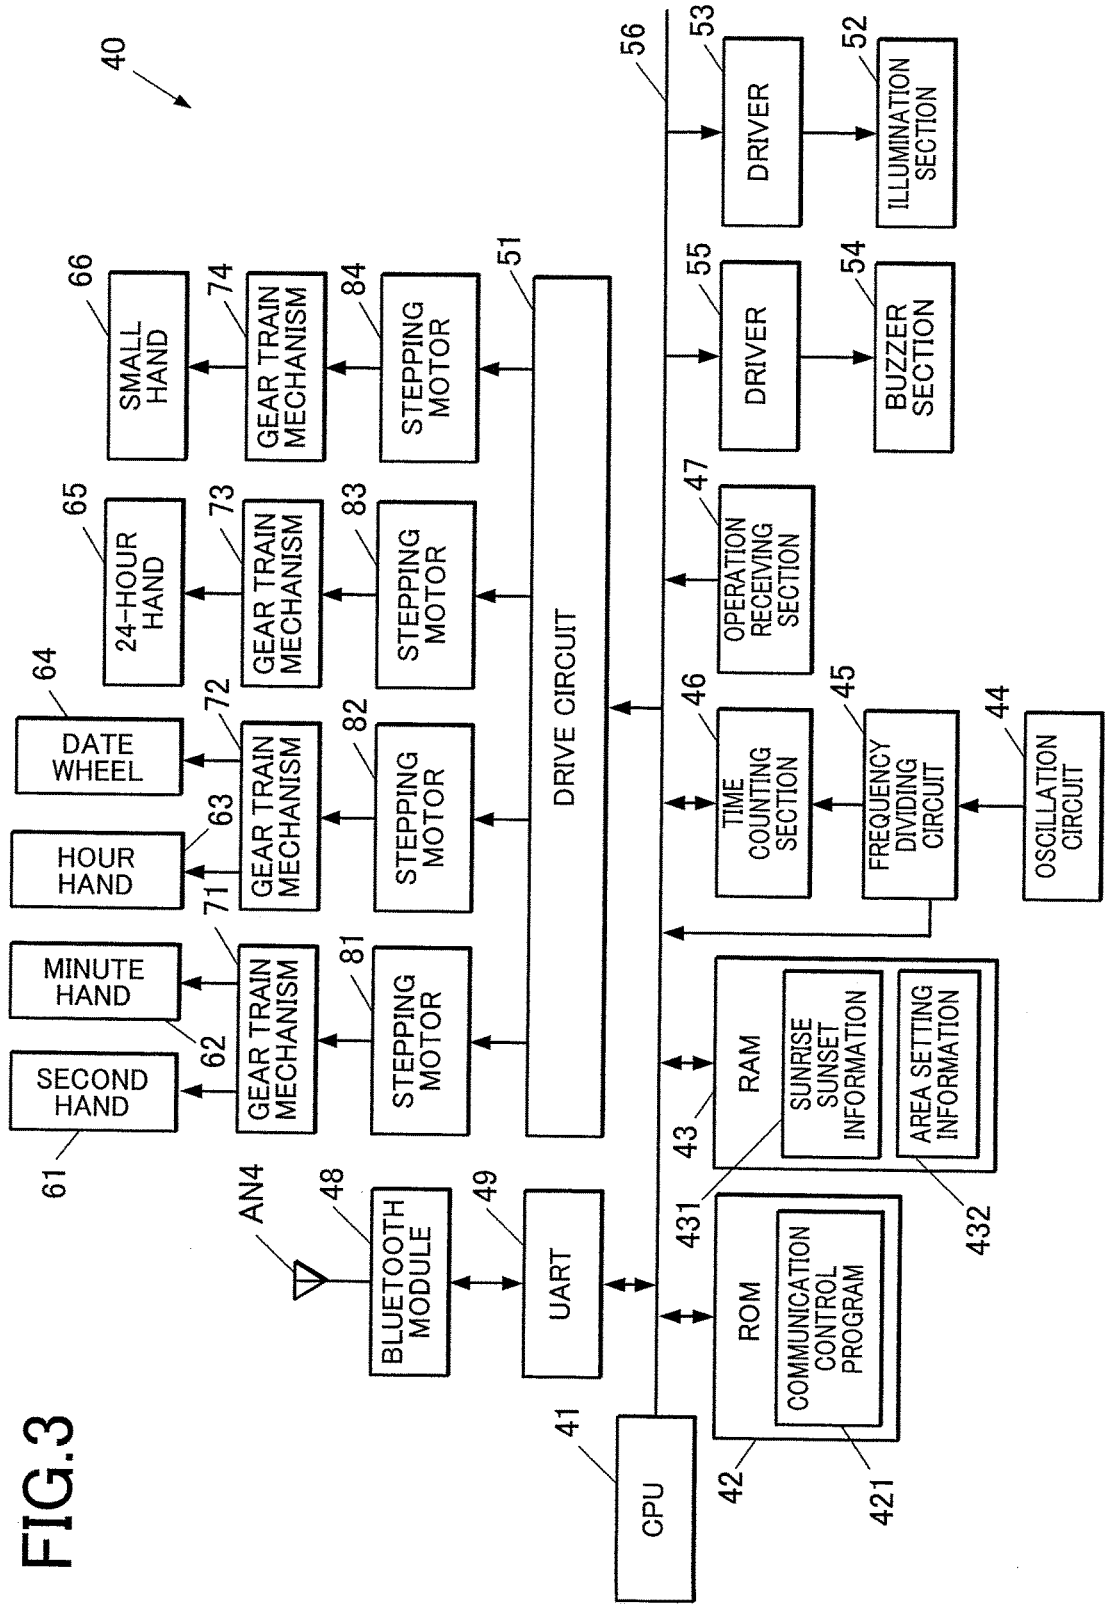 FIG.3
40
61
SECOND
HAND
MINUTE
HAND
62
HOUR
HAND
63
64
DATE
WHEEL
65
24-HOUR
HAND
66
SMALL
HAND
71
GEAR TRAIN
MECHANISM
72
GEAR TRAIN
MECHANISM
73
GEAR TRAIN
MECHANISM
74
GEAR TRAIN
MECHANISM
AN4
48
BLUETOOTH
MODULE
81
STEPPING
MOTOR
82
STEPPING
MOTOR
83
STEPPING
MOTOR
84
STEPPING
MOTOR
49
UART
51
DRIVE CIRCUIT
41
CPU
56
42
ROM
421
COMMUNICATION
CONTROL
PROGRAM
43
RAM
431
SUNRISE
SUNSET
INFORMATION
432
AREA SETTING
INFORMATION
46
TIME
COUNTING
SECTION
45
FREQUENCY
DIVIDING
CIRCUIT
44
OSCILLATION
CIRCUIT
47
OPERATION
RECEIVING
SECTION
55
DRIVER
54
BUZZER
SECTION
53
DRIVER
52
ILLUMINATION
SECTION